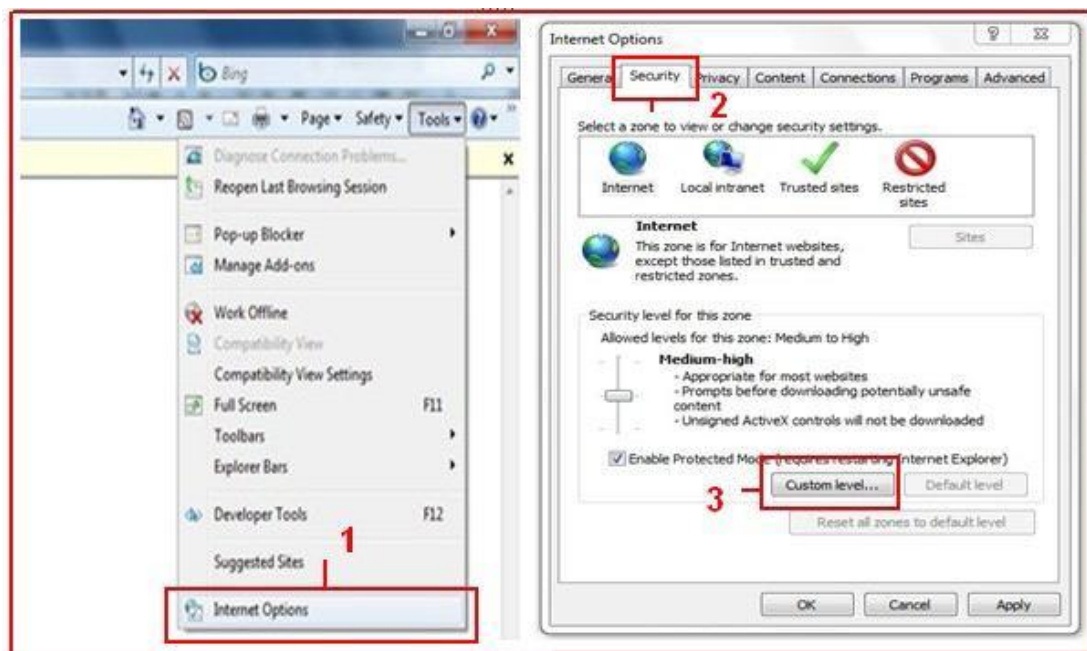 Bing
Page Safety Tools
Diagnose Connection Problems...
Reopen Last Browsing Session
Pop-up Blocker
Manage Add-ons
Work Offline
Compatibility View
Compatibility View Settings
Full Screen F11
Toolbars
Explorer Bars
Developer Tools F12
1
Suggested Sites
Internet Options
Internet Options
General Security Privacy Content Connections Programs Advanced
2
Select a zone to view or change security settings.
Internet Local intranet Trusted sites Restricted
sites
Internet
Sites
This zone is for Internet websites,
except those listed in trusted and
restricted zones.
Security level for this zone
Allowed levels for this zone: Medium to High
Medium-high
- Appropriate for most websites
- Prompts before downloading potentially unsafe
content
- Unsigned ActiveX controls will not be downloaded
Enable Protected Mode (requires restarting Internet Explorer)
3
Custom level... Default level
Reset all zones to default level
OK Cancel Apply